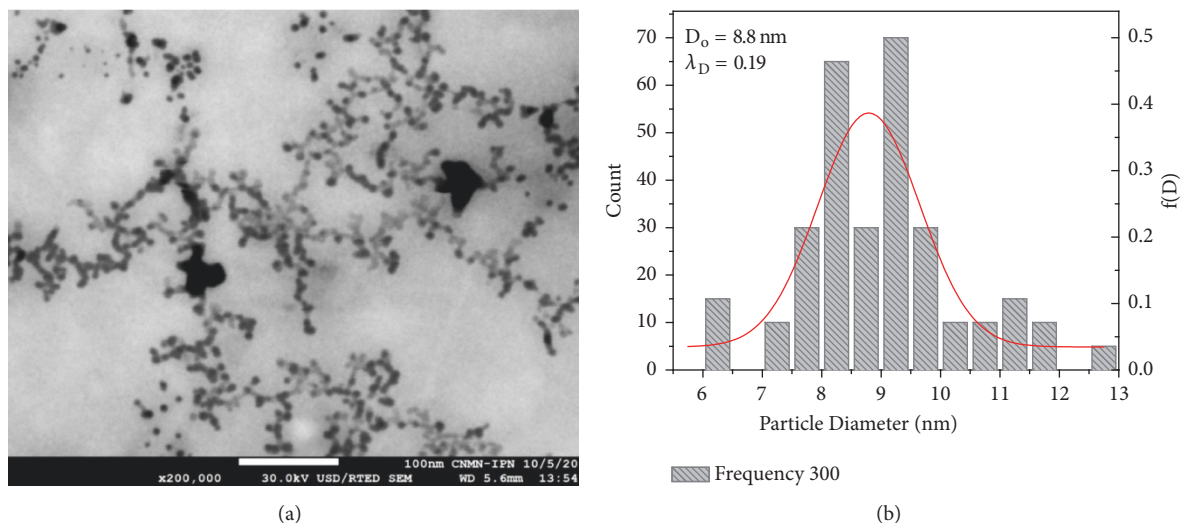 100nm CNMN-IPN 10/5/20
x200,000 30.0kV USD/RTED SEM WD 5.6mm 13:54
(a)
D₀ = 8.8 nm
λ_D = 0.19
Count
70
60
50
40
30
20
10
0
0.5
0.4
0.3
0.2
0.1
0.0
f(D)
6 7 8 9 10 11 12 13
Particle Diameter (nm)
Frequency 300
(b)